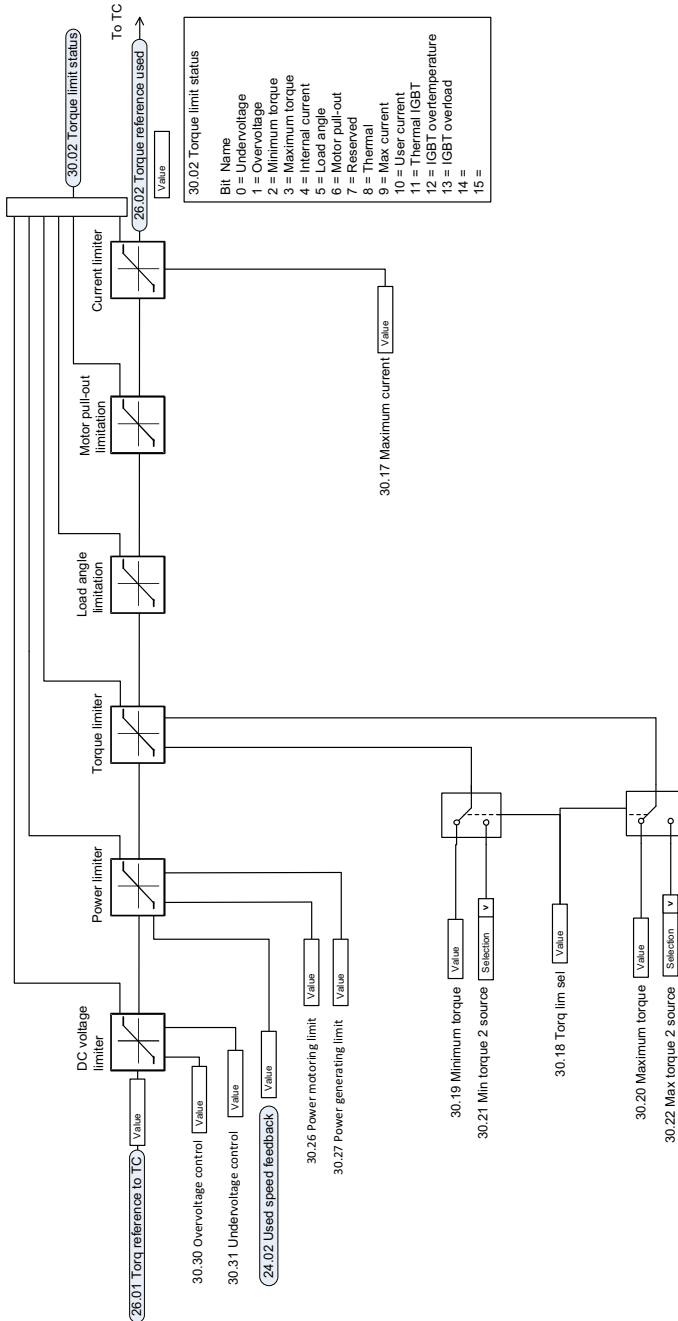 30.02 Torque limit status
To TC
26.02 Torque reference used
Value
30.02 Torque limit status
Bit Name
0 = Undervoltage
1 = Overvoltage
2 = Minimum torque
3 = Maximum torque
4 = Internal current
5 = Load angle
6 = Motor pull-out
7 = Reserved
8 = Thermal
9 = Max current
10 = User current
11 = Thermal IGBT
12 = IGBT overtemperature
13 = IGBT overload
14 =
15 =
DC voltage
limiter
Power limiter
Torque limiter
Load angle
limitation
Motor pull-out
limitation
Current limiter
26.01 Torq reference to TC
Value
30.30 Overvoltage control
Value
30.31 Undervoltage control
Value
24.02 Used speed feedback
Value
30.26 Power motoring limit
Value
30.27 Power generating limit
Value
30.17 Maximum current
Value
30.19 Minimum torque
Value
30.21 Min torque 2 source
Selection
v
30.18 Torq lim sel
Value
30.20 Maximum torque
Value
30.22 Max torque 2 source
Selection
v